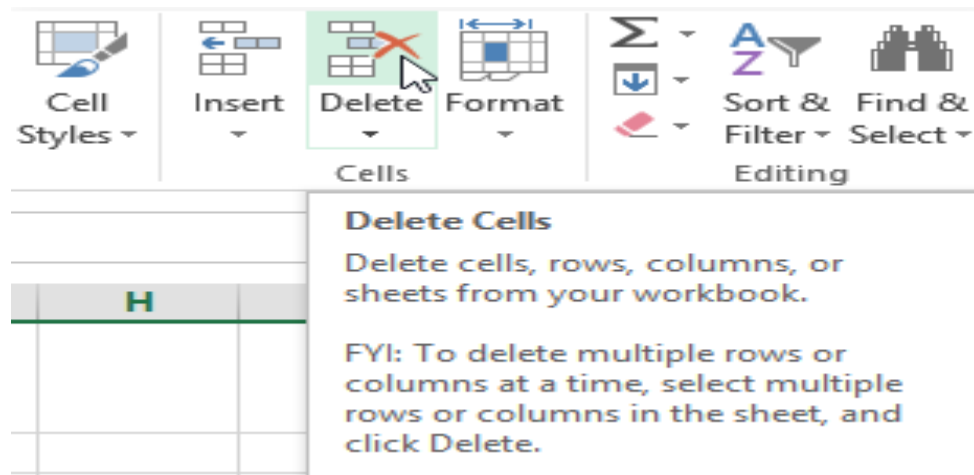 Cell
Styles
Insert
Delete
Format
Cells
Σ
A
Z
Sort &
Filter
Find &
Select
Editing
H
Delete Cells
Delete cells, rows, columns, or
sheets from your workbook.
FYI: To delete multiple rows or
columns at a time, select multiple
rows or columns in the sheet, and
click Delete.